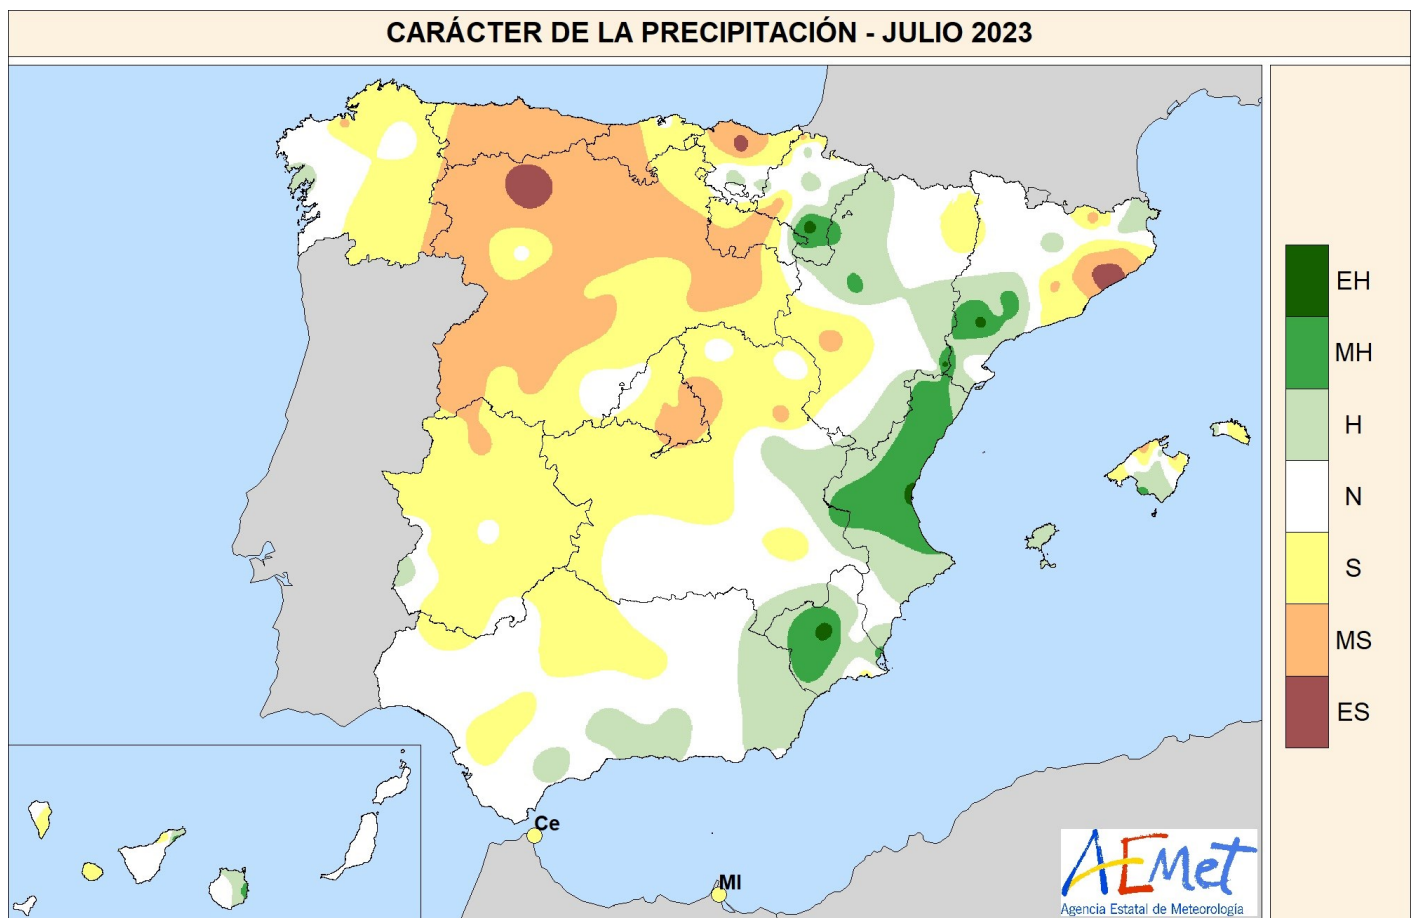 CARÁCTER DE LA PRECIPITACIÓN - JULIO 2023
EH
MH
H
N
S
MS
ES
Ce
Ml
AEMet
Agencia Estatal de Meteorología